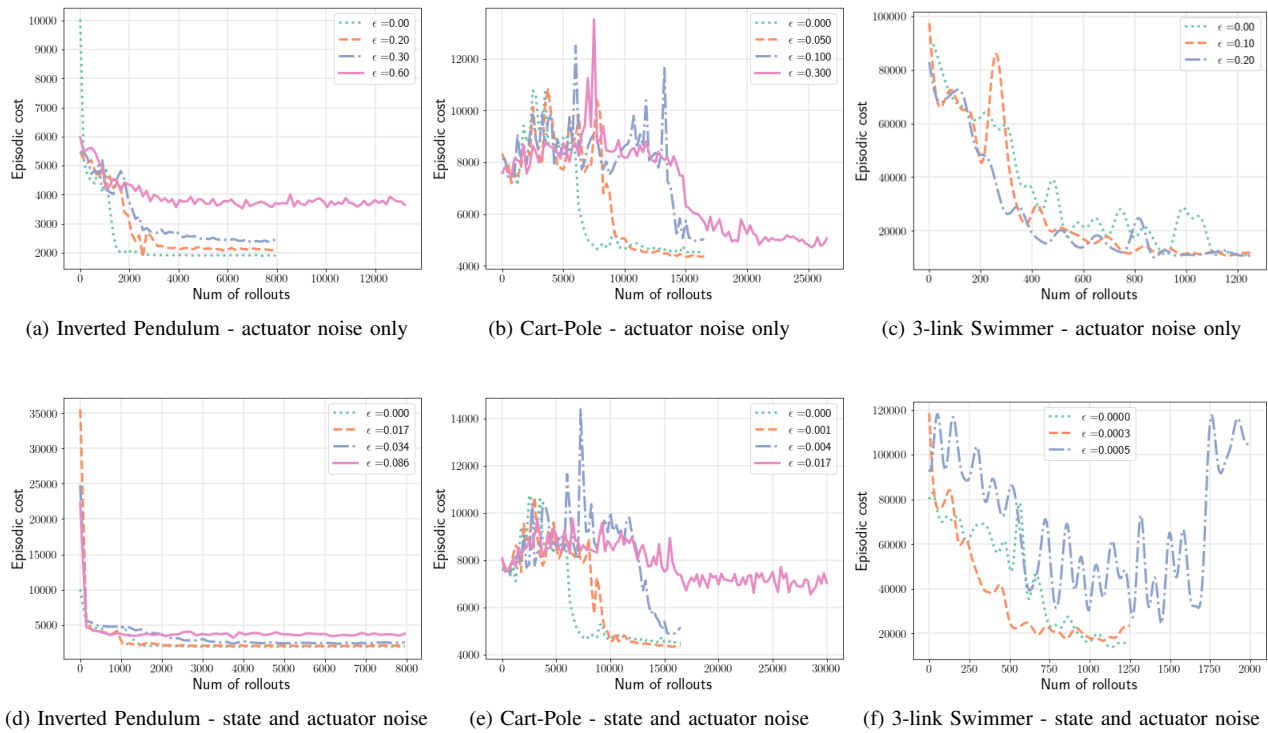 10000
9000
8000
7000
6000
5000
4000
3000
2000
Episodic cost
0 2000 4000 6000 8000 10000 12000
Num of rollouts
ϵ =0.00
ϵ =0.20
ϵ =0.30
ϵ =0.60
(a) Inverted Pendulum - actuator noise only
12000
10000
8000
6000
4000
Episodic cost
0 5000 10000 15000 20000 25000
Num of rollouts
ϵ =0.000
ϵ =0.050
ϵ =0.100
ϵ =0.300
(b) Cart-Pole - actuator noise only
100000
80000
60000
40000
20000
0
Episodic cost
0 200 400 600 800 1000 1200
Num of rollouts
ϵ =0.00
ϵ =0.10
ϵ =0.20
(c) 3-link Swimmer - actuator noise only
35000
30000
25000
20000
15000
10000
5000
Episodic cost
0 1000 2000 3000 4000 5000 6000 7000 8000
Num of rollouts
ϵ =0.000
ϵ =0.017
ϵ =0.034
ϵ =0.086
(d) Inverted Pendulum - state and actuator noise
14000
12000
10000
8000
6000
4000
Episodic cost
0 5000 10000 15000 20000 25000 30000
Num of rollouts
ϵ =0.000
ϵ =0.001
ϵ =0.004
ϵ =0.017
(e) Cart-Pole - state and actuator noise
120000
100000
80000
60000
40000
20000
Episodic cost
0 250 500 750 1000 1250 1500 1750 2000
Num of rollouts
ϵ =0.0000
ϵ =0.0003
ϵ =0.0005
(f) 3-link Swimmer - state and actuator noise